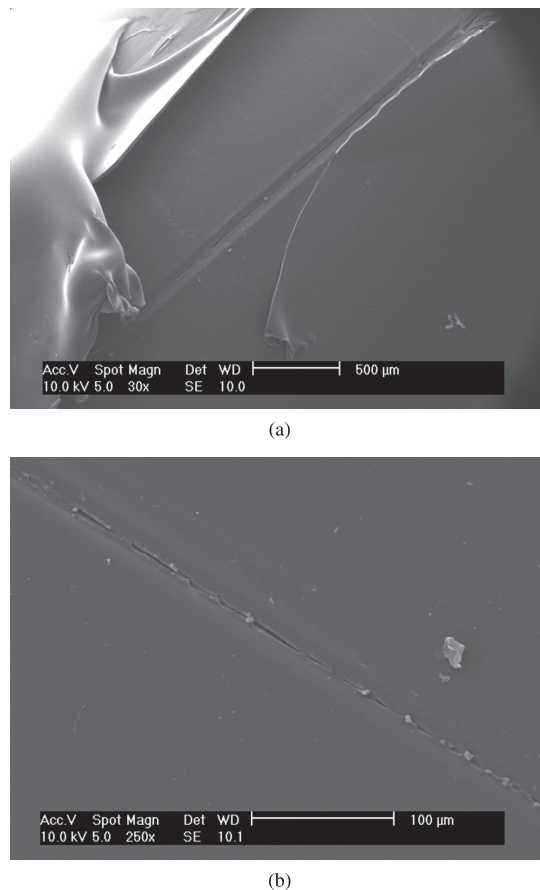 Acc.V Spot Magn Det WD 500 µm
10.0 kV 5.0 30x SE 10.0
(a)
Acc.V Spot Magn Det WD 100 µm
10.0 kV 5.0 250x SE 10.1
(b)